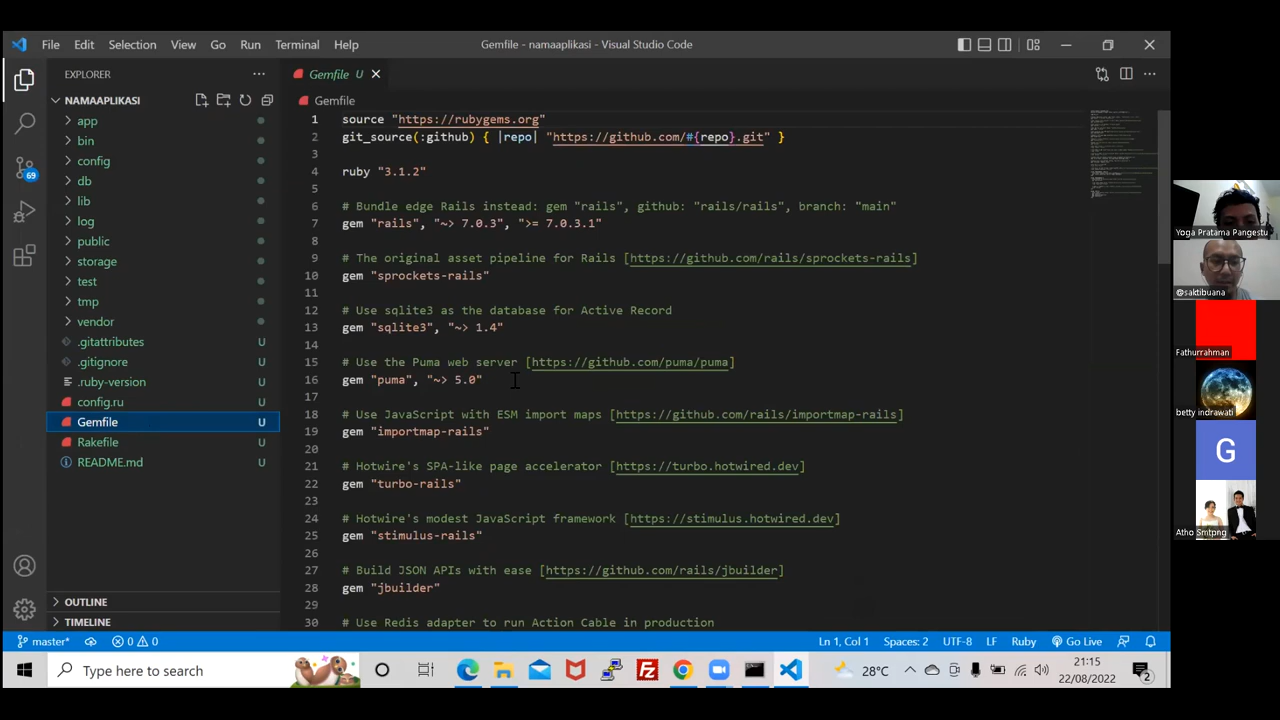 File Edit Selection View Go Run Terminal Help
Gemfile - namaaplikasi - Visual Studio Code
EXPLORER
NAMAAPLIKASI
app
bin
config
db
lib
log
public
storage
test
tmp
vendor
.gitattributes U
.gitignore U
.ruby-version U
config.ru U
Gemfile U
Rakefile U
README.md U
OUTLINE
TIMELINE
69
Gemfile U
Gemfile
1 source "https://rubygems.org"
2 git_source(:github) { |repo| "https://github.com/#{repo}.git" }
3
4 ruby "3.1.2"
5
6 # Bundle edge Rails instead: gem "rails", github: "rails/rails", branch: "main"
7 gem "rails", "~> 7.0.3", ">= 7.0.3.1"
8
9 # The original asset pipeline for Rails [https://github.com/rails/sprockets-rails]
10 gem "sprockets-rails"
11
12 # Use sqlite3 as the database for Active Record
13 gem "sqlite3", "~> 1.4"
14
15 # Use the Puma web server [https://github.com/puma/puma]
16 gem "puma", "~> 5.0"
17
18 # Use JavaScript with ESM import maps [https://github.com/rails/importmap-rails]
19 gem "importmap-rails"
20
21 # Hotwire's SPA-like page accelerator [https://turbo.hotwired.dev]
22 gem "turbo-rails"
23
24 # Hotwire's modest JavaScript framework [https://stimulus.hotwired.dev]
25 gem "stimulus-rails"
26
27 # Build JSON APIs with ease [https://github.com/rails/jbuilder]
28 gem "jbuilder"
29
30 # Use Redis adapter to run Action Cable in production
master* 0 0
Ln 1, Col 1 Spaces: 2 UTF-8 LF Ruby Go Live
Type here to search
28°C
21:15
22/08/2022
2
Yoga Pratama Pangestu
@saktibuana
Fathurrahman
betty indrawati
G
Atho Smtpng